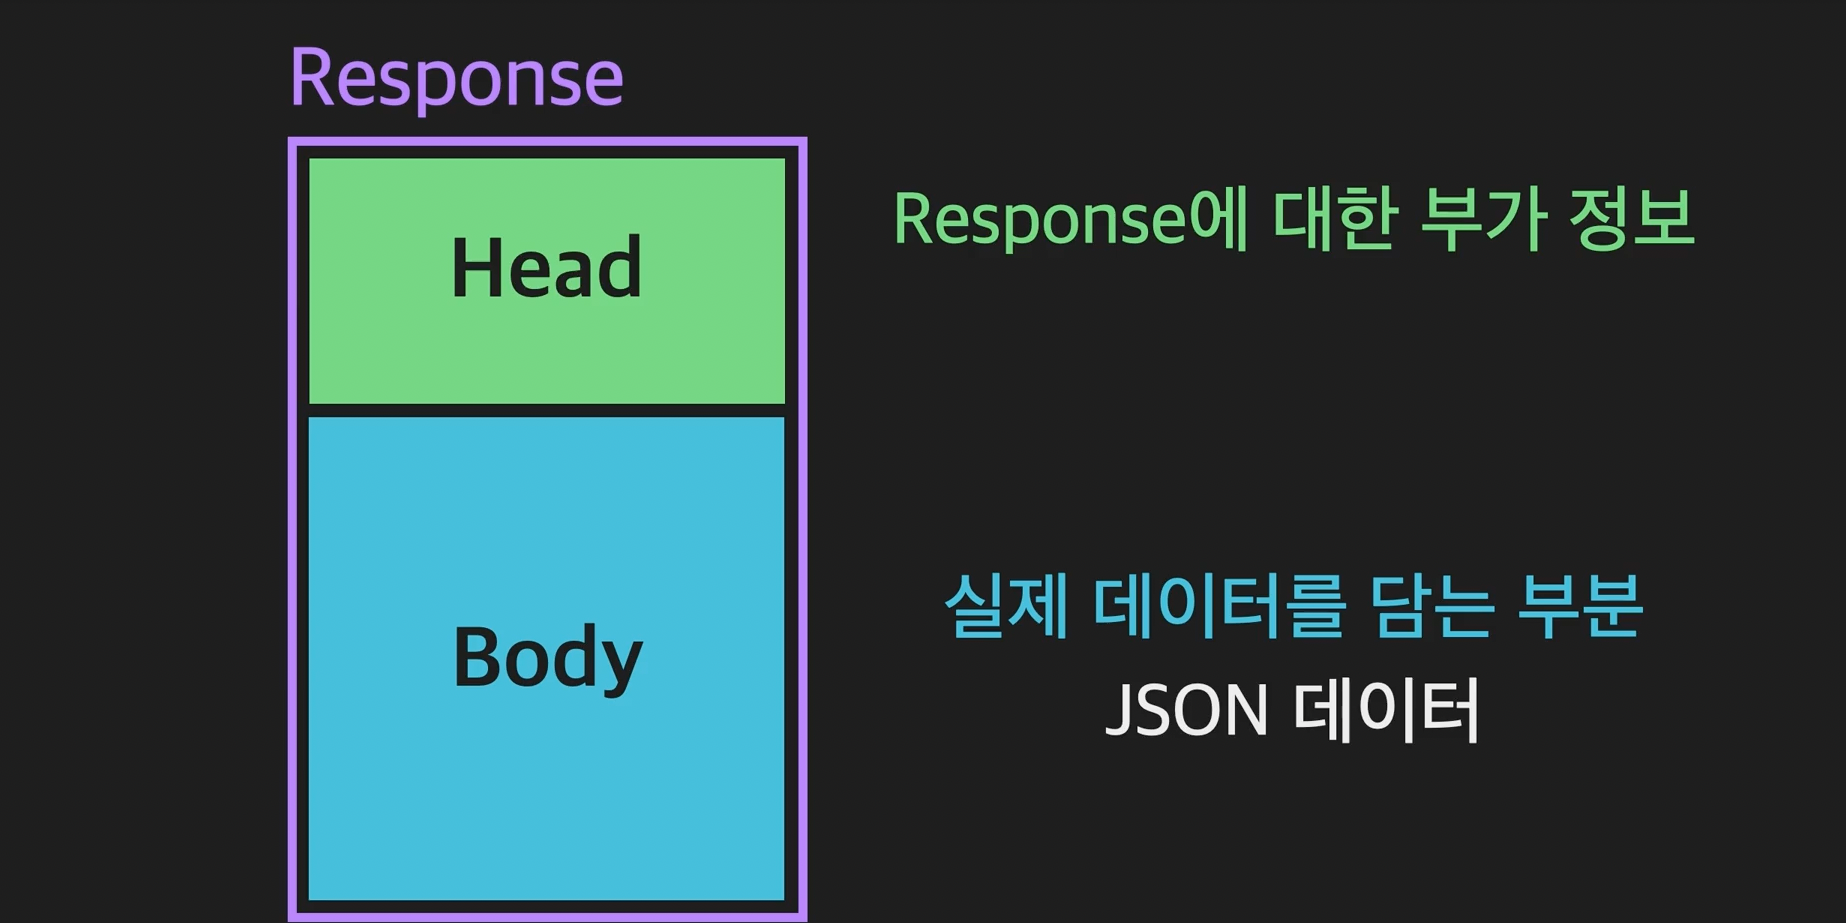 Response
Head
Response에 대한 부가 정보
Body
실제 데이터를 담는 부분
JSON 데이터